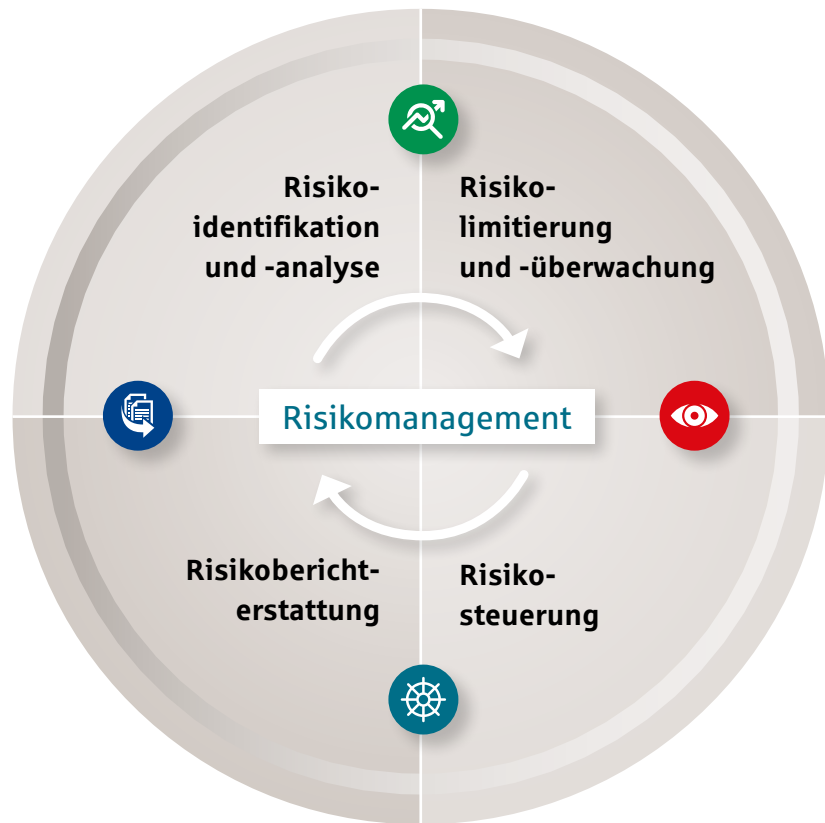 Risiko-
identifikation
und -analyse
Risiko-
limitierung
und -überwachung
Risikomanagement
Risikobericht-
erstattung
Risiko-
steuerung